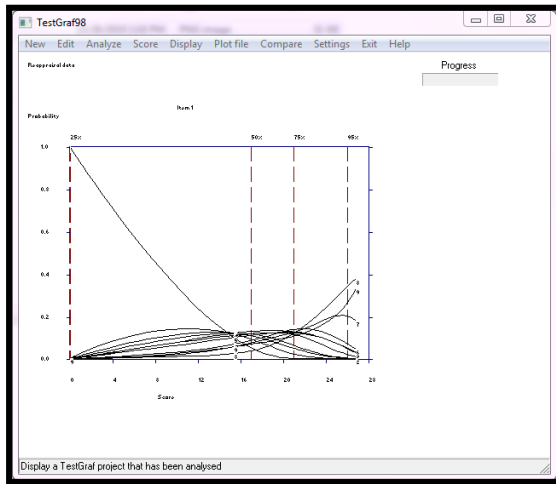 TestGraf98
New Edit Analyze Score Display Plot file Compare Settings Exit Help
Reappraisal data
Progress
Item 1
Probability
25% 50% 75% 95%
1.0
0.8
0.6
0.4
0.2
0.0
0 4 8 12 16 20 24 28
Score
Display a TestGraf project that has been analysed